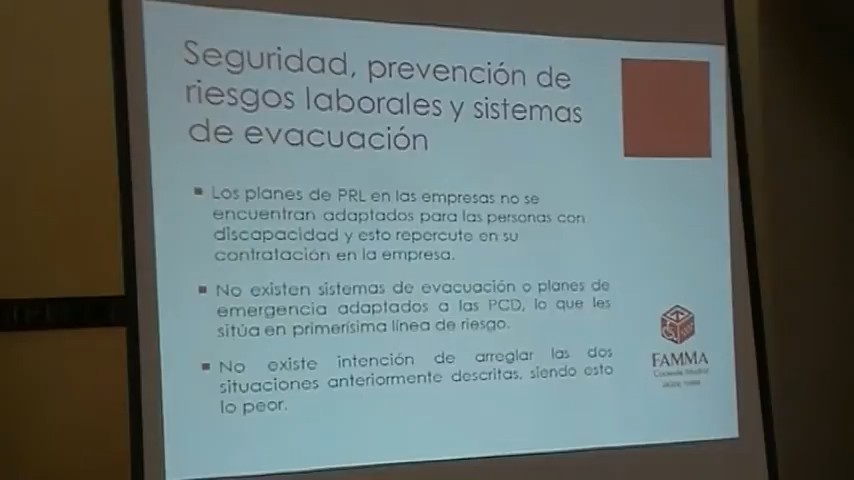 Seguridad, prevención de
riesgos laborales y sistemas
de evacuación
Los planes de PRL en las empresas no se
encuentran adaptados para las personas con
discapacidad y esto repercute en su
contratación en la empresa.
No existen sistemas de evacuación o planes de
emergencia adaptados a las PCD, lo que les
sitúa en primerísima línea de riesgo.
No existe intención de arreglar las dos
situaciones anteriormente descritas, siendo esto
lo peor.
FAMMA